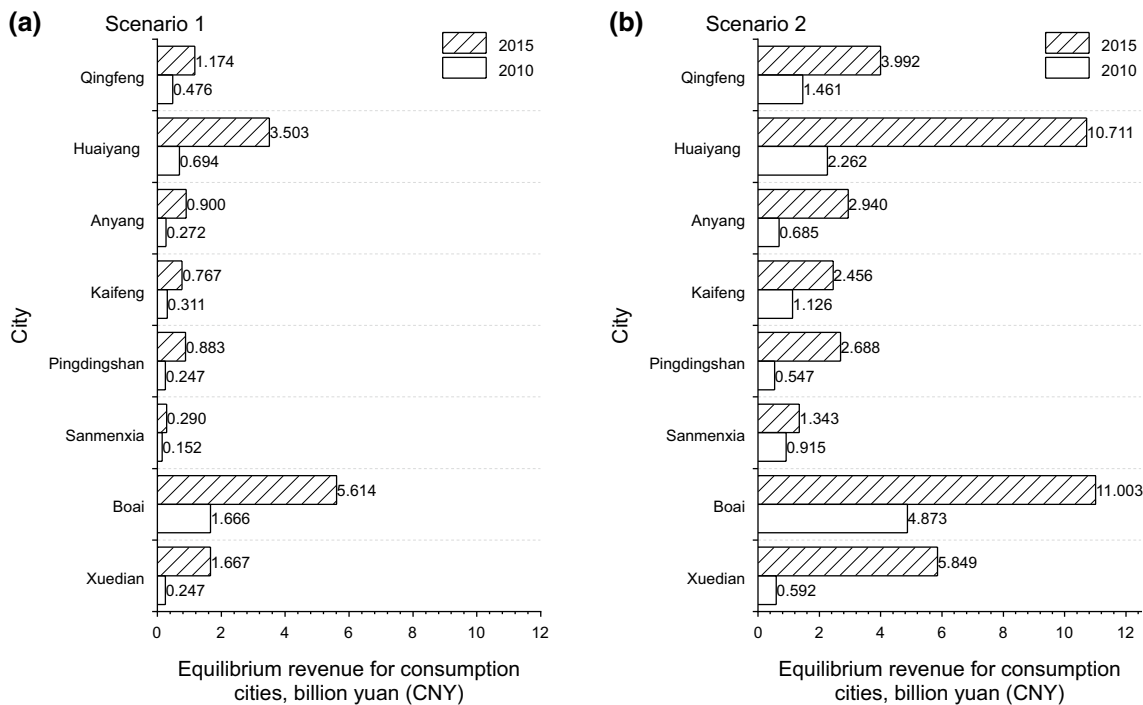 (a) Scenario 1
2015
2010
City
Qingfeng
1.174
0.476
Huaiyang
3.503
0.694
Anyang
0.900
0.272
Kaifeng
0.767
0.311
Pingdingshan
0.883
0.247
Sanmenxia
0.290
0.152
Boai
5.614
1.666
Xuedian
1.667
0.247
0 2 4 6 8 10 12
Equilibrium revenue for consumption
cities, billion yuan (CNY)
(b) Scenario 2
2015
2010
City
Qingfeng
3.992
1.461
Huaiyang
10.711
2.262
Anyang
2.940
0.685
Kaifeng
2.456
1.126
Pingdingshan
2.688
0.547
Sanmenxia
1.343
0.915
Boai
11.003
4.873
Xuedian
5.849
0.592
0 2 4 6 8 10 12
Equilibrium revenue for consumption
cities, billion yuan (CNY)